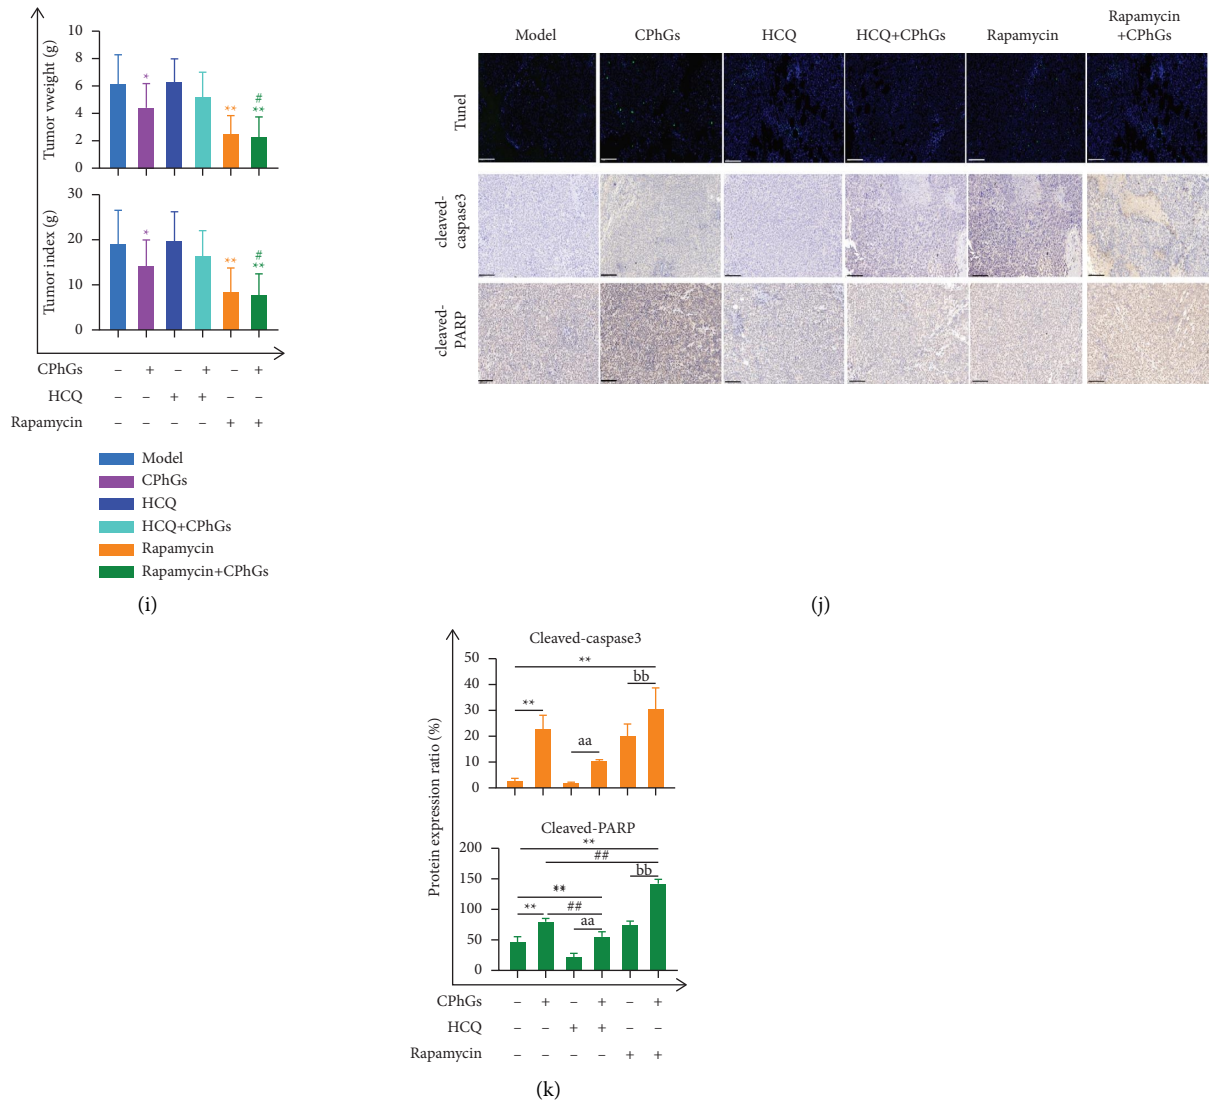 10
8
6
4
2
0
Tumor vweight (g)
*
**
#
**
30
20
10
0
Tumor index (g)
*
**
#
**
CPhGs – + – + – +
HCQ – – + + – –
Rapamycin – – – – + +
Model
CPhGs
HCQ
HCQ+CPhGs
Rapamycin
Rapamycin+CPhGs
(i)
Model CPhGs HCQ HCQ+CPhGs Rapamycin Rapamycin
+CPhGs
Tunel
cleaved-
caspase3
cleaved-
PARP
(j)
Protein expression ratio (%)
Cleaved-caspase3
50
40
30
20
10
0
**
bb
**
aa
Cleaved-PARP
200
150
100
50
0
**
##
bb
**
** ##
aa
CPhGs – + – + – +
HCQ – – + + – –
Rapamycin – – – – + +
(k)